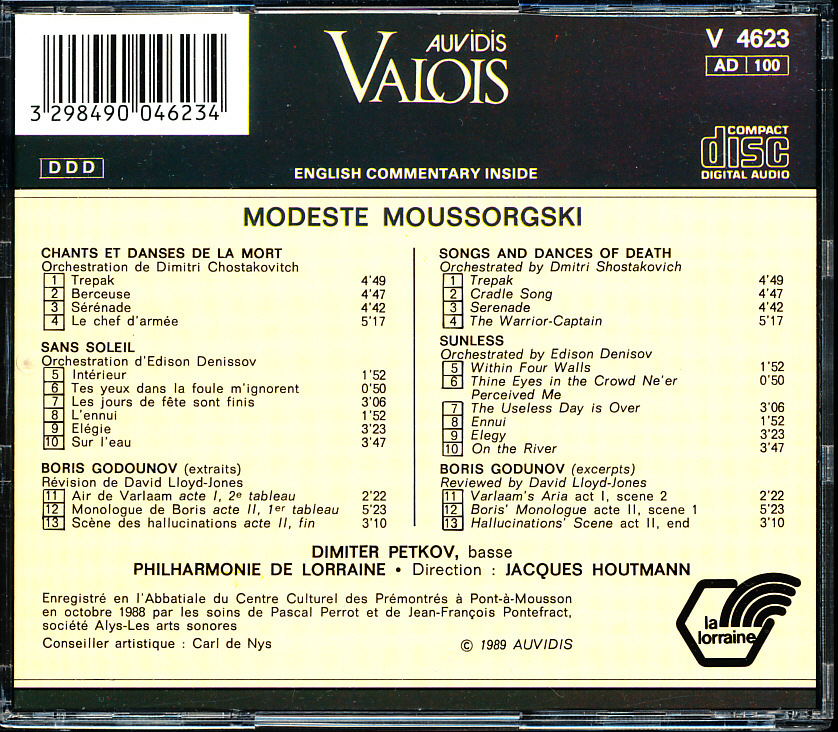 3 298490 046234
AUVIDIS
VALOIS
V 4623
AD | 100
COMPACT
disc
DIGITAL AUDIO
DDD
ENGLISH COMMENTARY INSIDE
MODESTE MOUSSORGSKI
CHANTS ET DANSES DE LA MORT
Orchestration de Dimitri Chostakovitch
1 Trepak 4'49
2 Berceuse 4'47
3 Sérénade 4'42
4 Le chef d'armée 5'17
SANS SOLEIL
Orchestration d'Edison Denissov
5 Intérieur 1'52
6 Tes yeux dans la foule m'ignorent 0'50
7 Les jours de fête sont finis 3'06
8 L'ennui 1'52
9 Elégie 3'23
10 Sur l'eau 3'47
BORIS GODOUNOV (extraits)
Révision de David Lloyd-Jones
11 Air de Varlaam acte I, 2e tableau 2'22
12 Monologue de Boris acte II, 1er tableau 5'23
13 Scène des hallucinations acte II, fin 3'10
SONGS AND DANCES OF DEATH
Orchestrated by Dmitri Shostakovich
1 Trepak 4'49
2 Cradle Song 4'47
3 Serenade 4'42
4 The Warrior-Captain 5'17
SUNLESS
Orchestrated by Edison Denisov
5 Within Four Walls 1'52
6 Thine Eyes in the Crowd Ne'er 0'50
Perceived Me
7 The Useless Day is Over 3'06
8 Ennui 1'52
9 Elegy 3'23
10 On the River 3'47
BORIS GODUNOV (excerpts)
Reviewed by David Lloyd-Jones
11 Varlaam's Aria act I, scene 2 2'22
12 Boris' Monologue act II, scene 1 5'23
13 Hallucinations' Scene act II, end 3'10
DIMITER PETKOV, basse
PHILHARMONIE DE LORRAINE • Direction : JACQUES HOUTMANN
Enregistré en l'Abbatiale du Centre Culturel des Prémontrés à Pont-à-Mousson
en octobre 1988 par les soins de Pascal Perrot et de Jean-François Pontefract,
société Alys-Les arts sonores
Conseiller artistique : Carl de Nys
© 1989 AUVIDIS
la
lorraine